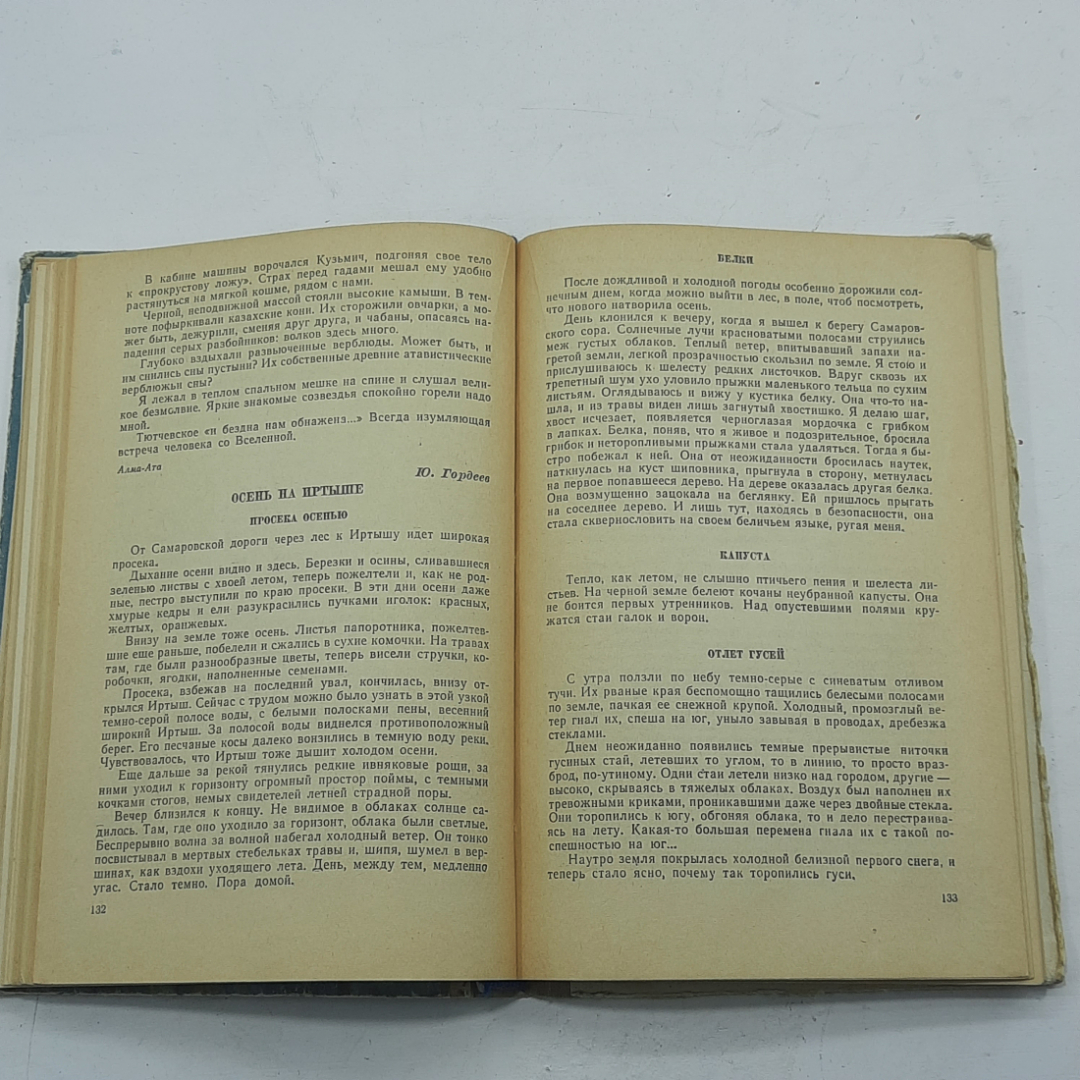 В кабине машины ворочался Кузьмич, подгоняя свое тело
к «прокрустову ложу». Страх перед гадами мешал ему удобно
растянуться на мягкой кошме, рядом с нами.
Черной, неподвижной массой стояли высокие камыши. В тем-
ноте пофыркивали казахские кони. Их сторожили овчарки, а мо-
жет быть, дежурили, сменяя друг друга, и чабаны, опасаясь на-
падения серых разбойников: волков здесь много.
Глубоко вздыхали развьюченные верблюды. Может быть, и
им снились сны пустыни? Их собственные древние атавистические
верблюжьи сны?
Я лежал в теплом спальном мешке на спине и слушал вели-
кое безмолвие. Яркие знакомые созвездья спокойно горели надо
мной.
Тютчевское «и бездна нам обнажена...» Всегда изумляющая
встреча человека со Вселенной.
Алма-Ата
Ю. Гордеев
ОСЕНЬ НА ИРТЫШЕ
ПРОСЕКА ОСЕНЬЮ
От Самаровской дороги через лес к Иртышу идет широкая
просека.
Дыхание осени видно и здесь. Березки и осины, сливавшиеся
зеленью листвы с хвоей летом, теперь пожелтели и, как не род-
ные, пестро выступили по краю просеки. В эти дни осени даже
хмурые кедры и ели разукрасились пучками иголок: красных,
желтых, оранжевых.
Внизу на земле тоже осень. Листья папоротника, пожелтев-
шие еще раньше, побелели и сжались в сухие комочки. На травах
там, где были разнообразные цветы, теперь висели стручки, ко-
робочки, ягодки, наполненные семенами.
Просека, взбежав на последний увал, кончилась, внизу от-
крылся Иртыш. Сейчас с трудом можно было узнать в этой узкой
темно-серой полосе воды, с белыми полосками пены, весенний
широкий Иртыш. За полосой воды виднелся противоположный
берег. Его песчаные косы далеко вонзились в темную воду реки.
Чувствовалось, что Иртыш тоже дышит холодом осени.
Еще дальше за рекой тянулись редкие ивняковые рощи, за
ними уходил к горизонту огромный простор поймы, с темными
кочками стогов, немых свидетелей летней страдной поры.
Вечер близился к концу. Не видимое в облаках солнце са-
дилось. Там, где оно уходило за горизонт, облака были светлые.
Беспрерывно волна за волной набегал холодный ветер. Он тонко
посвистывал в мертвых стебельках травы и, шипя, шумел в вер-
шинах, как вздохи уходящего лета. День, между тем, медленно
угас. Стало темно. Пора домой.
132
БЕЛКИ
После дождливой и холодной погоды особенно дорожили сол-
нечным днем, когда можно выйти в лес, в поле, чтоб посмотреть,
что нового натворила осень.
День клонился к вечеру, когда я вышел к берегу Самаров-
ского сора. Солнечные лучи красноватыми полосами струились
меж густых облаков. Теплый ветер, впитывавший запахи на-
гретой земли, легкой прозрачностью скользил по земле. Я стою и
прислушиваюсь к шелесту редких листочков. Вдруг сквозь их
трепетный шум ухо уловило прыжки маленького тельца по сухим
листьям. Оглядываюсь и вижу у кустика белку. Она что-то на-
шла, и из травы виден лишь загнутый хвостишко. Я делаю шаг,
хвост исчезает, появляется черноглазая мордочка с грибком
в лапках. Белка, поняв, что я живое и подозрительное, бросила
грибок и неторопливыми прыжками стала удаляться. Тогда я бы-
стро побежал к ней. Она от неожиданности бросилась наутек,
наткнулась на куст шиповника, прыгнула в сторону, метнулась
на первое попавшееся дерево. На дереве оказалась другая белка.
Она возмущенно зацокала на беглянку. Ей пришлось прыгать
на соседнее дерево. И лишь тут, находясь в безопасности, она
стала сквернословить на своем беличьем языке, ругая меня.
КАПУСТА
Тепло, как летом, не слышно птичьего пения и шелеста ли-
стьев. На черной земле белеют кочаны неубранной капусты. Она
не боится первых утренников. Над опустевшими полями кру-
жатся стаи галок и ворон.
ОТЛЕТ ГУСЕЙ
С утра ползли по небу темно-серые с синеватым отливом
тучи. Их рваные края беспомощно тащились белесыми полосами
по земле, пачкая ее снежной крупой. Холодный, промозглый ве-
тер гнал их, спеша на юг, уныло завывая в проводах, дребезжа
стеклами.
Днем неожиданно появились темные прерывистые ниточки
гусиных стай, летевших то углом, то в линию, то просто враз-
брод, по-утиному. Одни стаи летели низко над городом, другие —
высоко, скрываясь в тяжелых облаках. Воздух был наполнен их
тревожными криками, проникавшими даже через двойные стекла.
Они торопились к югу, обгоняя облака, то и дело перестраива-
ясь на лету. Какая-то большая перемена гнала их с такой по-
спешностью на юг...
Наутро земля покрылась холодной белизной первого снега, и
теперь стало ясно, почему так торопились гуси.
133